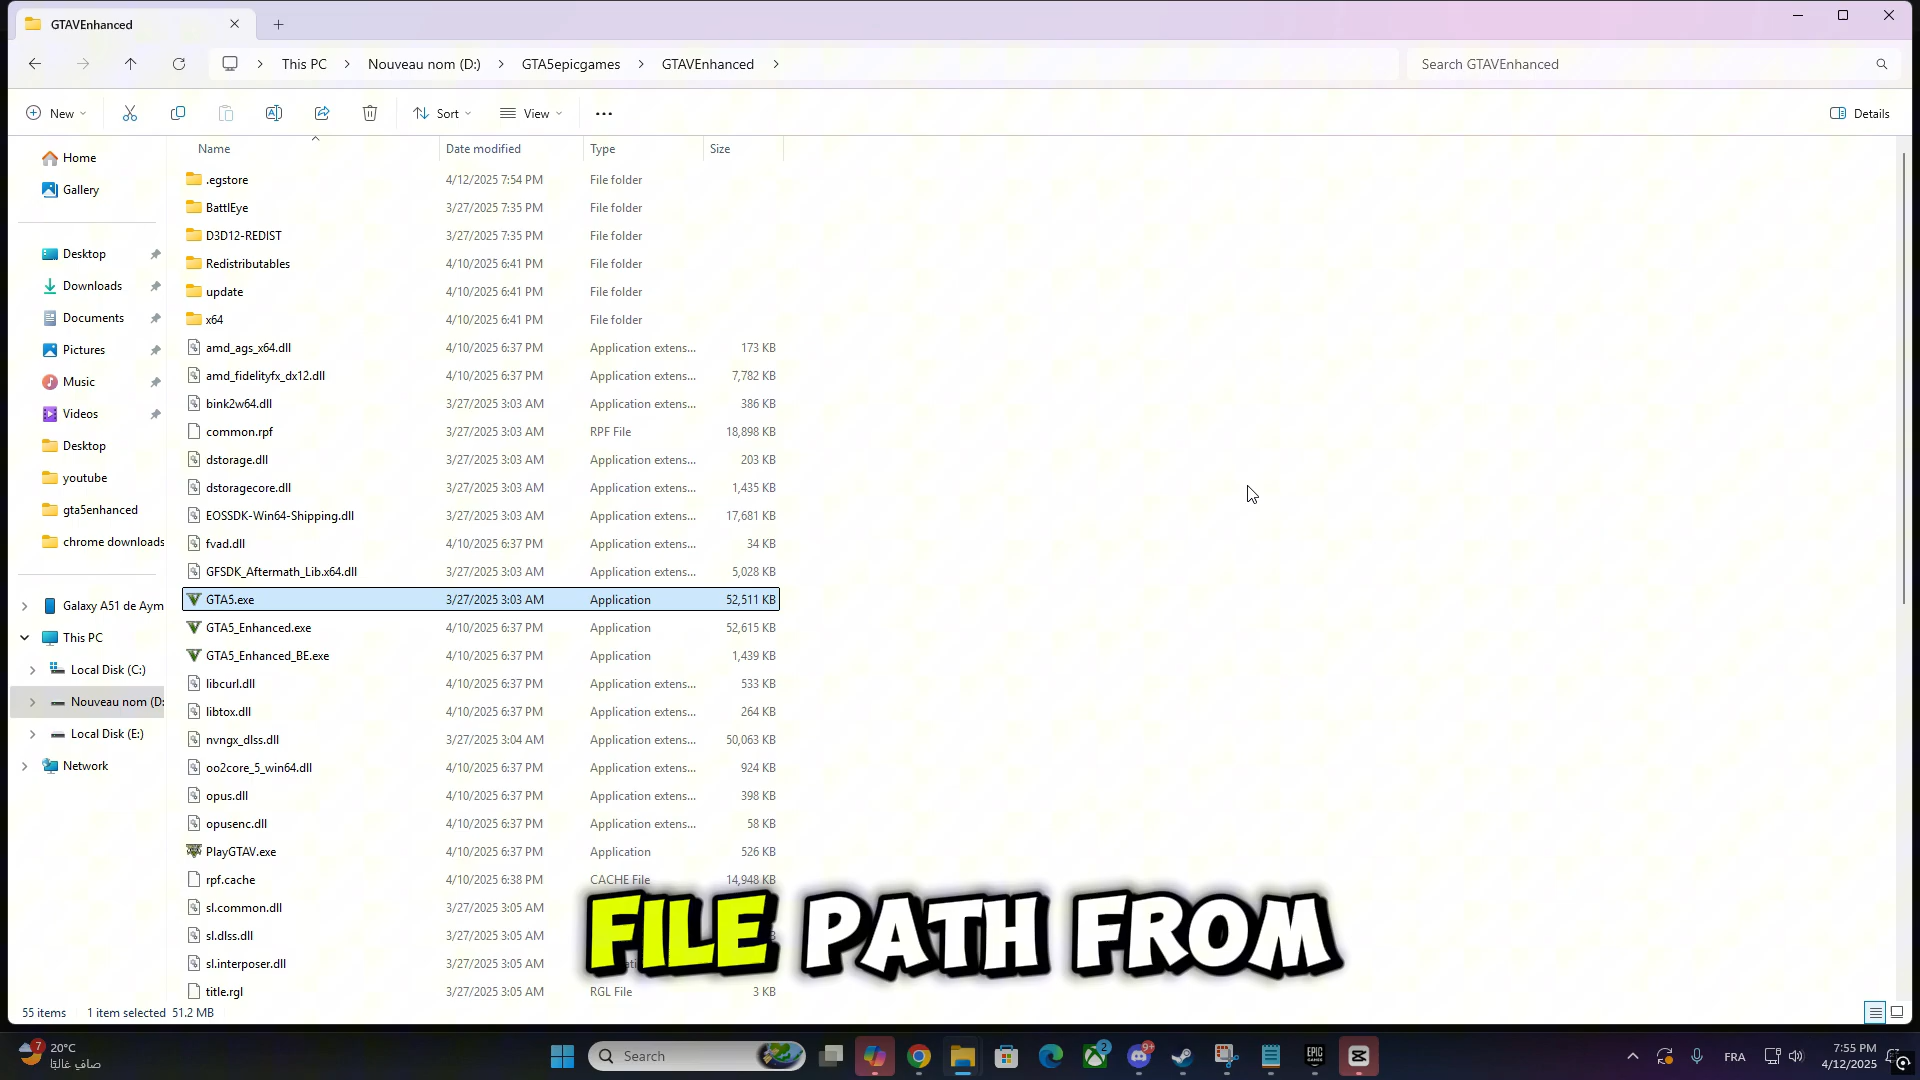 GTAVEnhanced
This PC
Nouveau nom (D:)
GTA5epicgames
GTAVEnhanced
Search GTAVEnhanced
New
Sort
View
Details
Name
Date modified
Type
Size
Home
Gallery
Desktop
Downloads
Documents
Pictures
Music
Videos
Desktop
youtube
gta5enhanced
chrome downloads
Galaxy A51 de Aym
This PC
Local Disk (C:)
Nouveau nom (D:
Local Disk (E:)
Network
.egstore 4/12/2025 7:54 PM File folder
BattlEye 3/27/2025 7:35 PM File folder
D3D12-REDIST 3/27/2025 7:35 PM File folder
Redistributables 4/10/2025 6:41 PM File folder
update 4/10/2025 6:41 PM File folder
x64 4/10/2025 6:41 PM File folder
amd_ags_x64.dll 4/10/2025 6:37 PM Application extens... 173 KB
amd_fidelityfx_dx12.dll 4/10/2025 6:37 PM Application extens... 7,782 KB
bink2w64.dll 3/27/2025 3:03 AM Application extens... 386 KB
common.rpf 3/27/2025 3:03 AM RPF File 18,898 KB
dstorage.dll 3/27/2025 3:03 AM Application extens... 203 KB
dstoragecore.dll 3/27/2025 3:03 AM Application extens... 1,435 KB
EOSSDK-Win64-Shipping.dll 3/27/2025 3:03 AM Application extens... 17,681 KB
fvad.dll 4/10/2025 6:37 PM Application extens... 34 KB
GFSDK_Aftermath_Lib.x64.dll 3/27/2025 3:03 AM Application extens... 5,028 KB
GTA5.exe 3/27/2025 3:03 AM Application 52,511 KB
GTA5_Enhanced.exe 4/10/2025 6:37 PM Application 52,615 KB
GTA5_Enhanced_BE.exe 4/10/2025 6:37 PM Application 1,439 KB
libcurl.dll 4/10/2025 6:37 PM Application extens... 533 KB
libtox.dll 4/10/2025 6:37 PM Application extens... 264 KB
nvngx_dlss.dll 3/27/2025 3:04 AM Application extens... 50,063 KB
oo2core_5_win64.dll 4/10/2025 6:37 PM Application extens... 924 KB
opus.dll 4/10/2025 6:37 PM Application extens... 398 KB
opusenc.dll 4/10/2025 6:37 PM Application extens... 58 KB
PlayGTAV.exe 4/10/2025 6:37 PM Application 526 KB
rpf.cache 4/10/2025 6:38 PM CACHE File 14,948 KB
sl.common.dll 3/27/2025 3:05 AM
sl.dlss.dll 3/27/2025 3:05 AM
sl.interposer.dll 3/27/2025 3:05 AM
title.rgl 3/27/2025 3:05 AM RGL File 3 KB
FILE PATH FROM
55 items 1 item selected 51.2 MB
7
20°C
صافٍ غالبًا
Search
2
9+
EPIC
GAMES
FRA
7:55 PM
4/12/2025